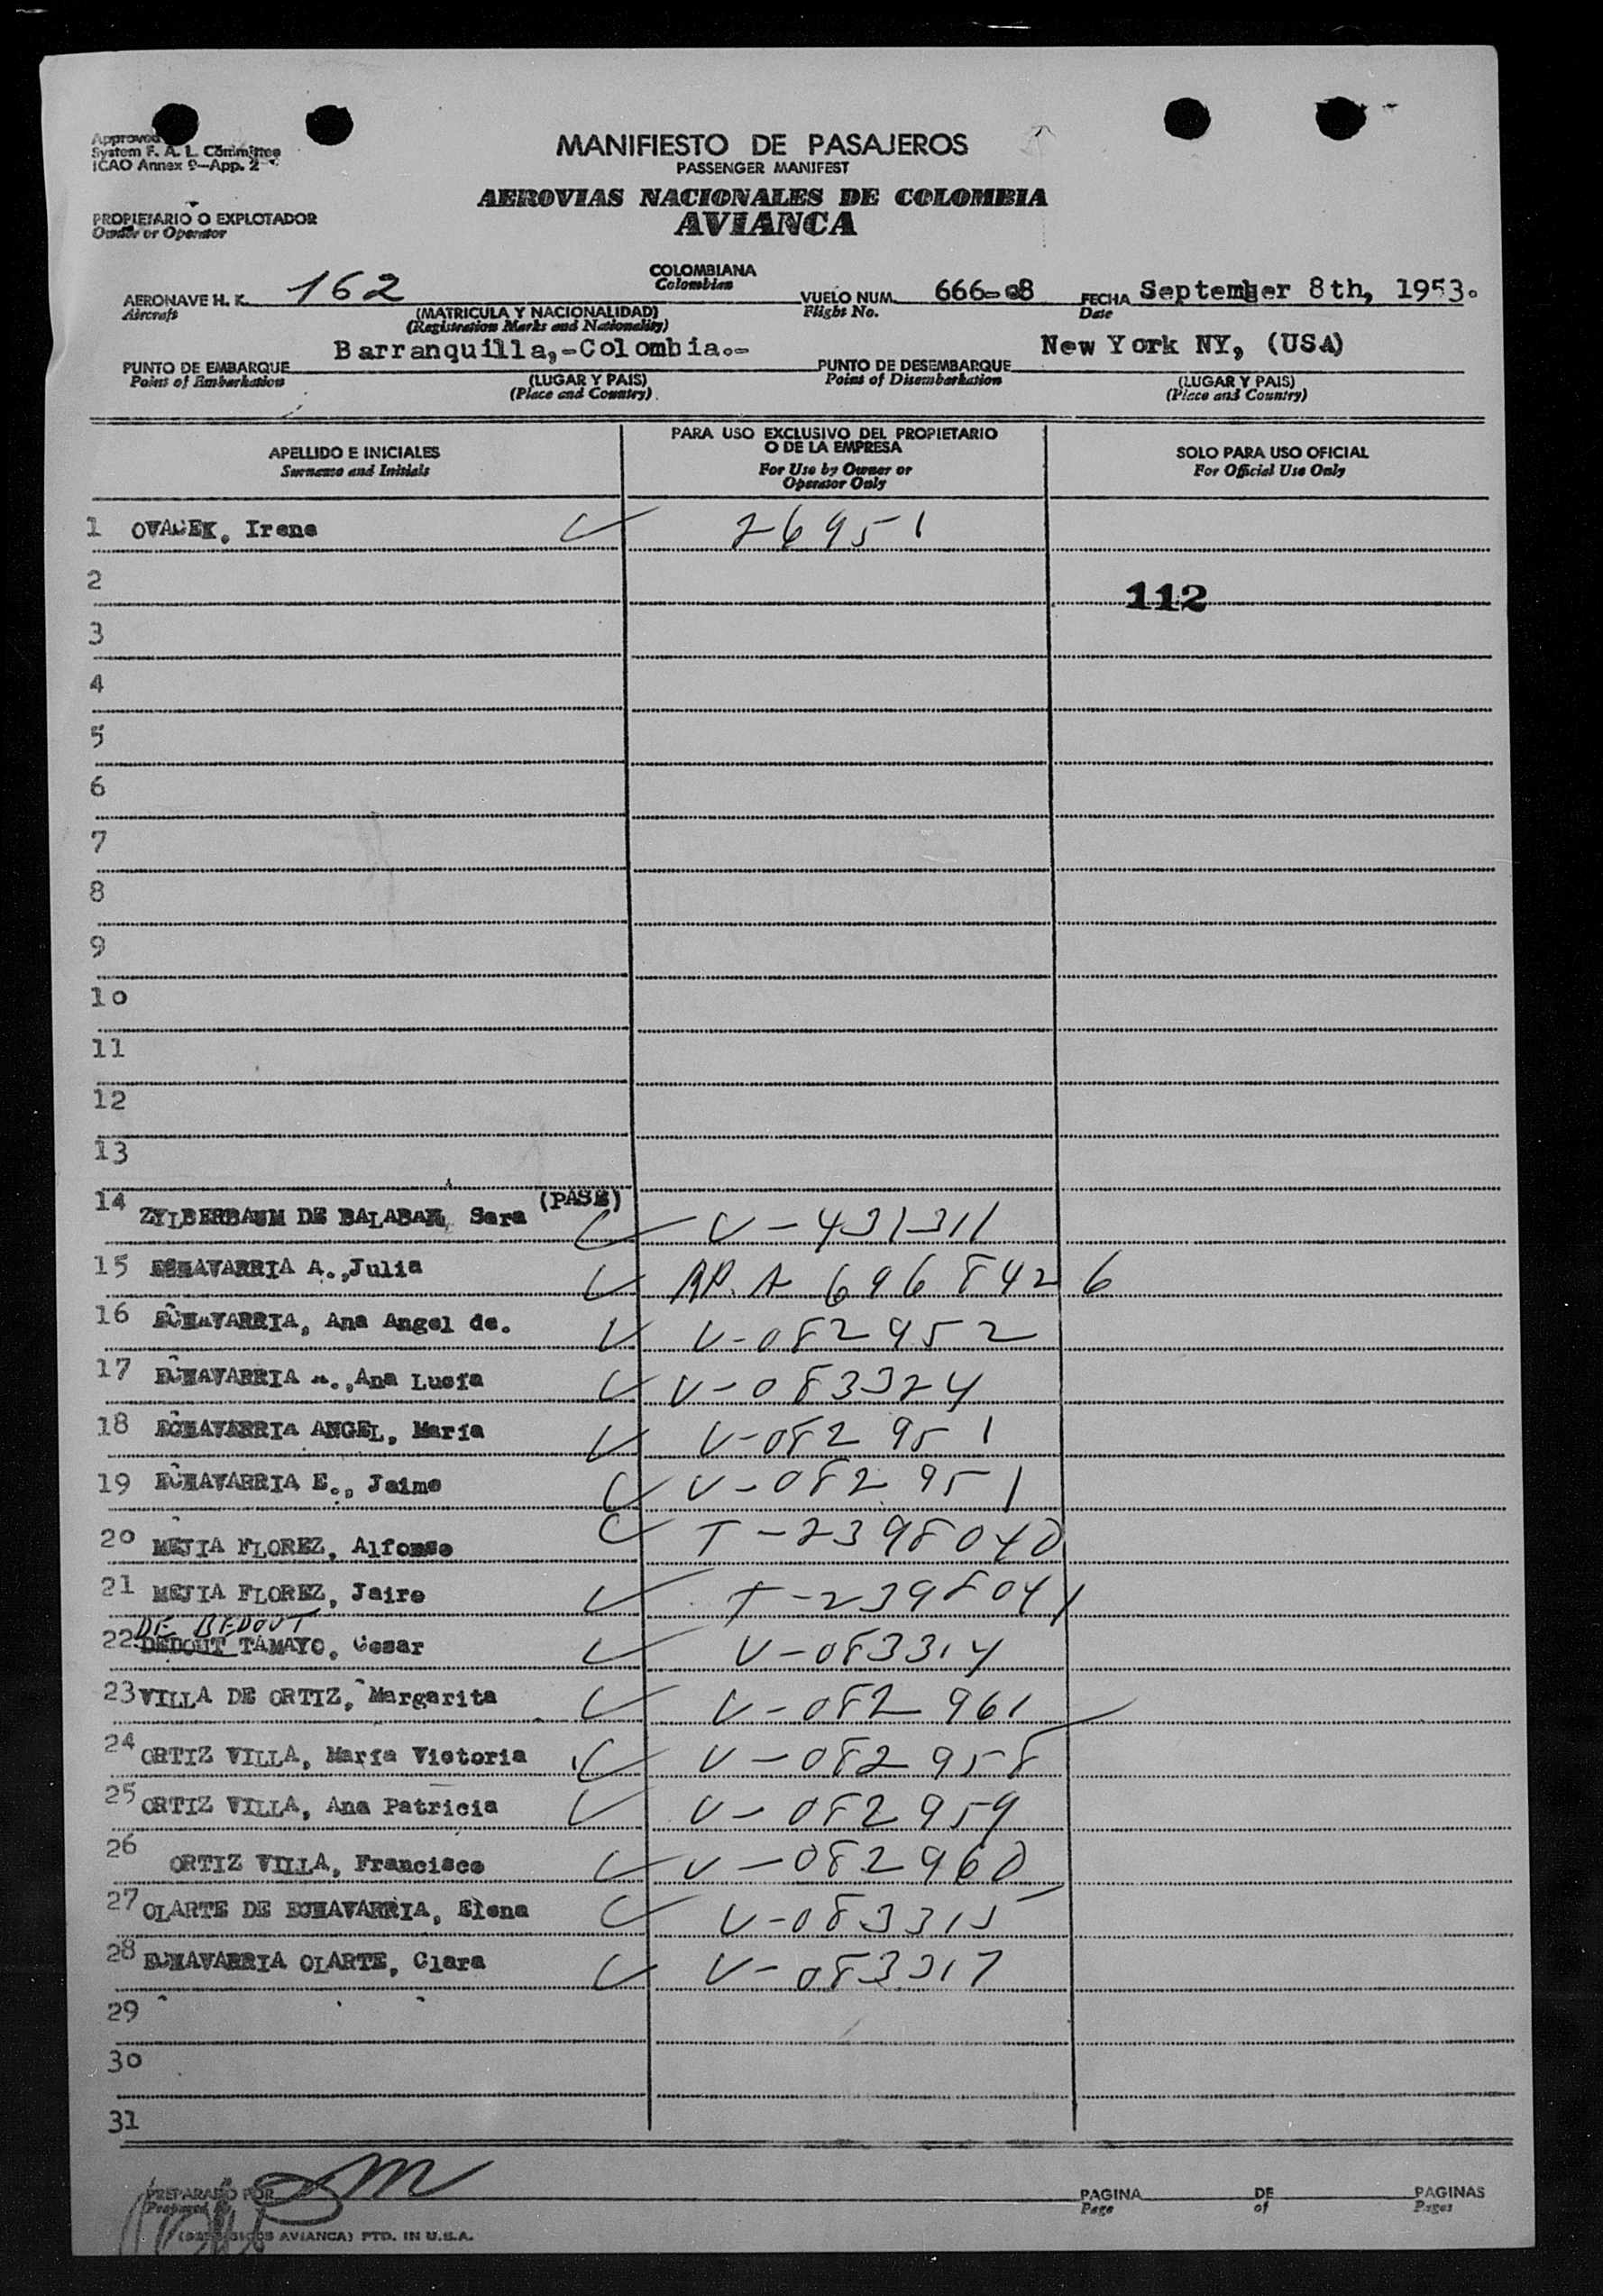 Approved
System F. A. L. Committee
ICAO Annex 9—App. 2
MANIFIESTO DE PASAJEROS
PASSENGER MANIFEST
AEROVIAS NACIONALES DE COLOMBIA
AVIANCA
PROPIETARIO O EXPLOTADOR
Owner or Operator
AERONAVE H. K. 162 COLOMBIANA VUELO NUM. 666-08 FECHA September 8th, 1953.
Aircraft Colombian Flight No. Date
(MATRICULA Y NACIONALIDAD)
(Registration Marks and Nationality)
PUNTO DE EMBARQUE Barranquilla,-Colombia.- PUNTO DE DESEMBARQUE New York NY, (USA)
Point of Embarkation Point of Disembarkation
(LUGAR Y PAIS) (LUGAR Y PAIS)
(Place and Country) (Place and Country)
APELLIDO E INICIALES
Surname and Initials
PARA USO EXCLUSIVO DEL PROPIETARIO
O DE LA EMPRESA
For Use by Owner or
Operator Only
SOLO PARA USO OFICIAL
For Official Use Only
1 OVACEK, Irene 26951
2 112
3
4
5
6
7
8
9
10
11
12
13
14 ZYLBERBAUM DE BALABAN, Sara (PASE) V-431311
15 ECHAVARRIA A., Julia RP.A 6968426
16 ECHAVARRIA, Ana Angel de. V-082952
17 ECHAVARRIA A., Ana Lucía V-083324
18 ECHAVARRIA ANGEL, María V-082951
19 ECHAVARRIA E., Jaime V-082951
20 MEJIA FLOREZ, Alfonso T-2398040
21 MEJIA FLOREZ, Jairo T-2398041
DE BEDOUT
22 DEDOUT TAMAYO, Cesar V-083314
23 VILLA DE ORTIZ, Margarita V-082961
24 ORTIZ VILLA, María Victoria V-082958
25 ORTIZ VILLA, Ana Patricia V-082959
26 ORTIZ VILLA, Francisco V-082960
27 OLARTE DE ECHAVARRIA, Elena V-083315
28 ECHAVARRIA OLARTE, Clara V-083317
29
30
31
PREPARADO POR PAGINA DE PAGINAS
Prepared Page of Pages
AVIANCA) PTD. IN U.S.A.